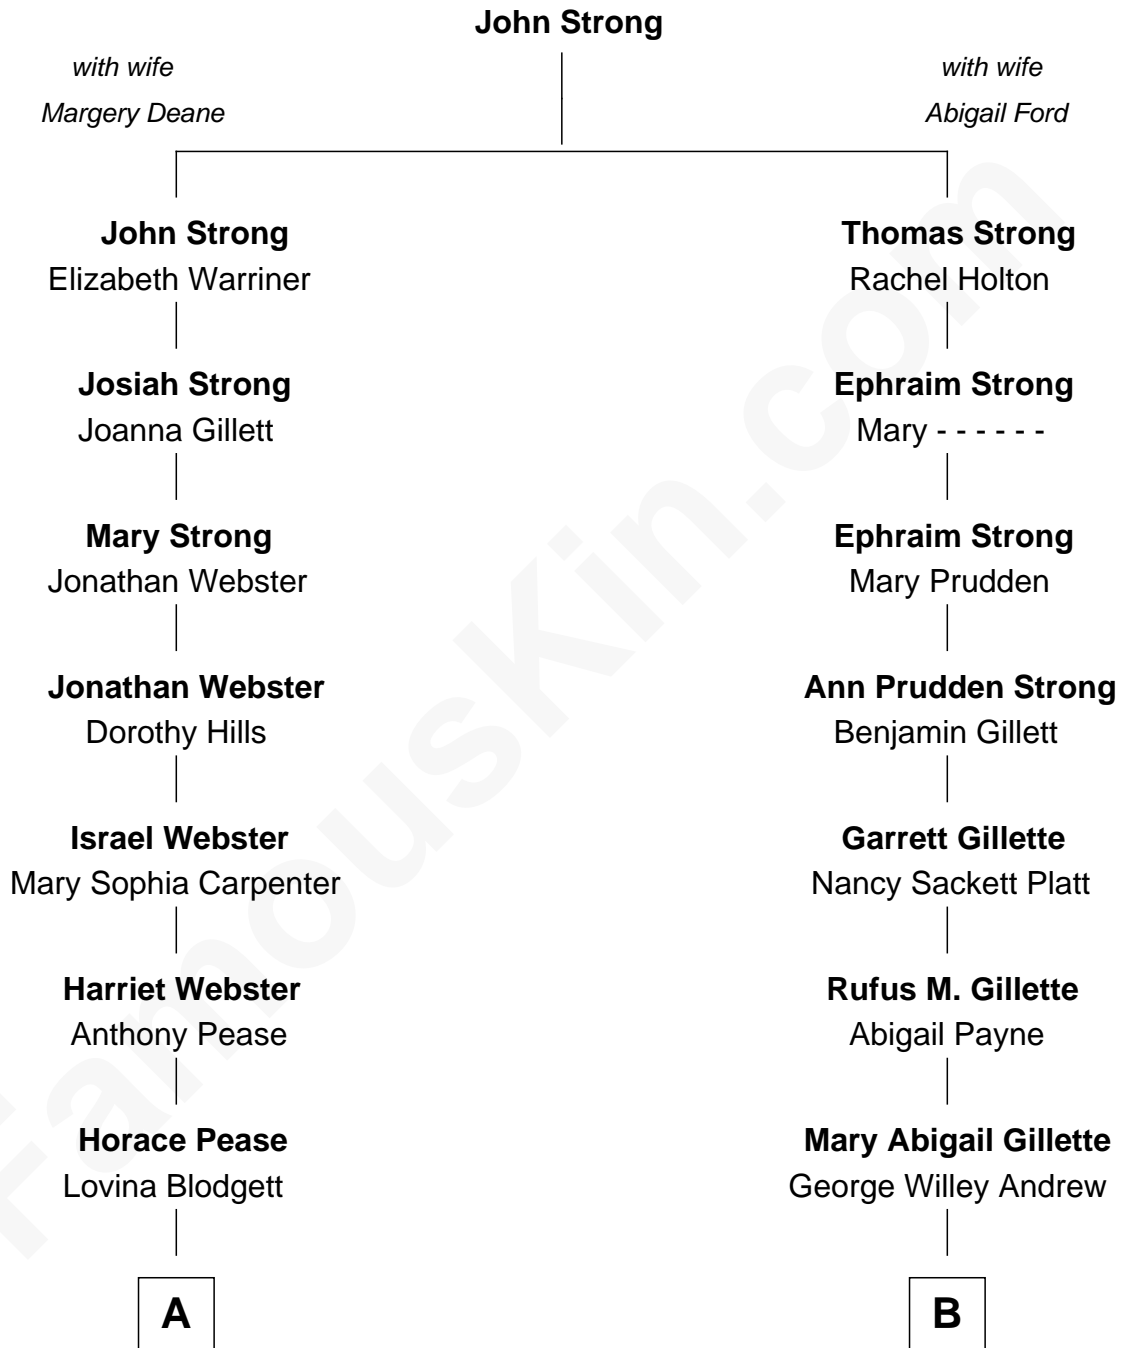 John Strong
with wife
Margery Deane
with wife
Abigail Ford
John Strong
Elizabeth Warriner
Thomas Strong
Rachel Holton
Josiah Strong
Joanna Gillett
Ephraim Strong
Mary - - - - - -
Mary Strong
Jonathan Webster
Ephraim Strong
Mary Prudden
Jonathan Webster
Dorothy Hills
Ann Prudden Strong
Benjamin Gillett
Israel Webster
Mary Sophia Carpenter
Garrett Gillette
Nancy Sackett Platt
Harriet Webster
Anthony Pease
Rufus M. Gillette
Abigail Payne
Horace Pease
Lovina Blodgett
Mary Abigail Gillette
George Willey Andrew
A
B
FamousKin.com